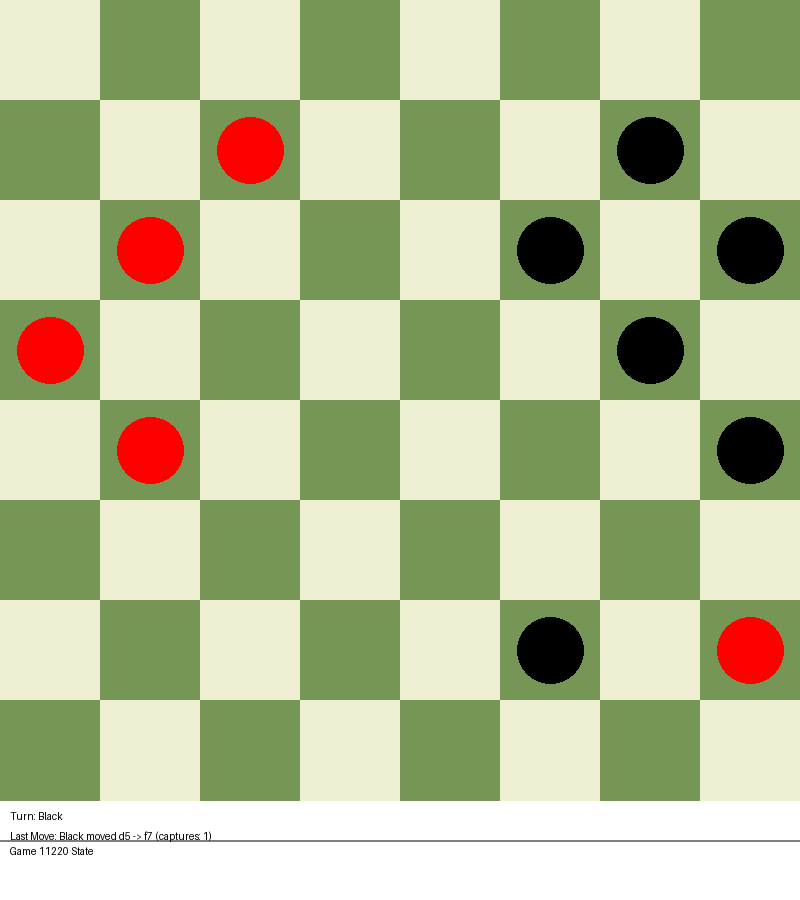 Turn: Black
Last Move: Black moved d5 -> f7 (captures: 1)
Game 11220 State